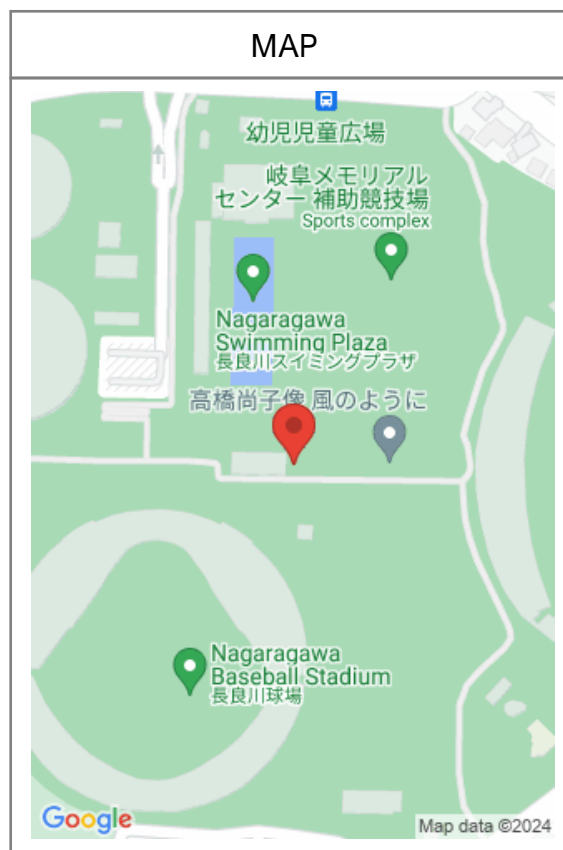 MAP
幼児児童広場
岐阜メモリアル
センター 補助競技場
Sports complex
Nagaragawa
Swimming Plaza
長良川スイミングプラザ
高橋尚子像 風のように
Nagaragawa
Baseball Stadium
長良川球場
Google
Map data ©2024